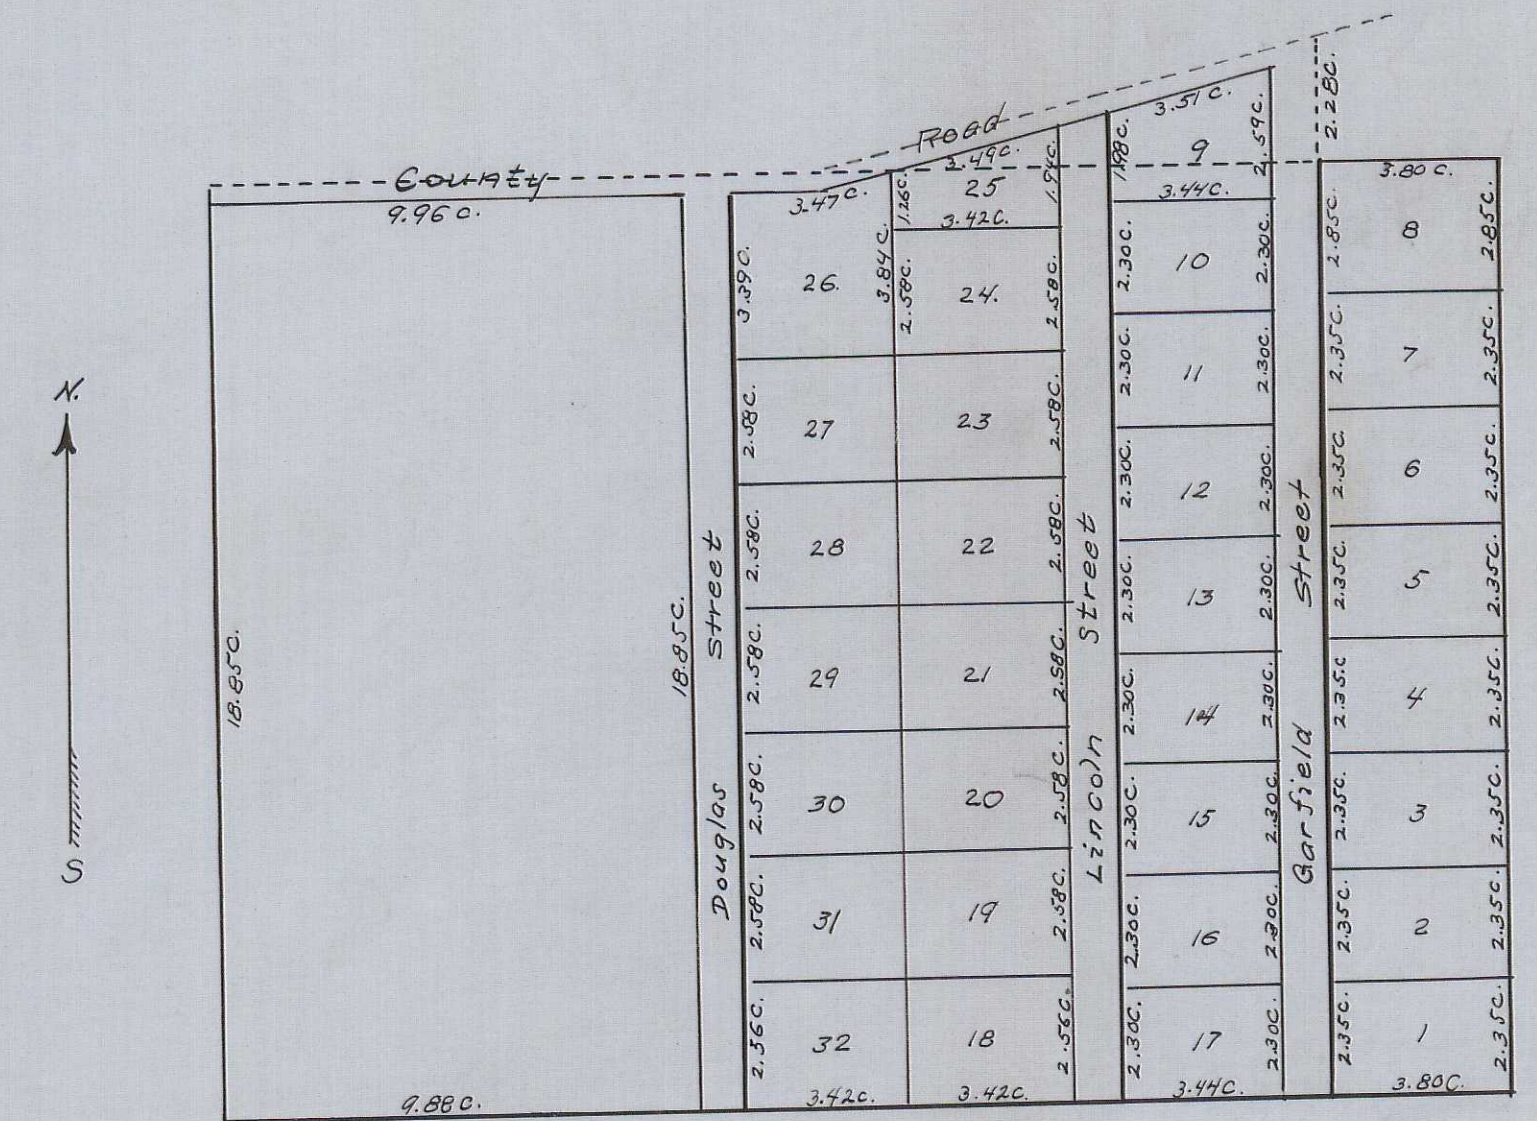 N.
S
County Road
9.96 C.
18.85C.
18.85C.
9.88 C.
Douglas Street
3.47 C.
3.39C.
26.
3.84 C.
2.58C.
27
2.58C.
28
2.58C.
29
2.58C.
30
2.58C.
31
2.56C.
32
3.42C.
3.49C.
1.26C.
25
1.94C.
3.42C.
2.58C.
24.
2.58C.
23
2.58C.
22
2.58C.
21
2.58C.
20
2.58C.
19
2.58C.
18
2.56C.
3.42C.
Lincoln Street
3.51 C.
1.98C.
9
2.59C.
3.44C.
2.30C.
10
2.30C.
2.30C.
11
2.30C.
2.30C.
12
2.30C.
2.30C.
13
2.30C.
2.30C.
14
2.30C.
2.30C.
15
2.30C.
2.30C.
16
2.30C.
2.30C.
17
2.30C.
3.44C.
Garfield Street
2.28C.
3.80 C.
2.85C.
8
2.85C.
2.35C.
7
2.35C.
2.35C.
6
2.35C.
2.35C.
5
2.35C.
2.35C
4
2.35C.
2.35C.
3
2.35C.
2.35C.
2
2.35C.
2.35C.
1
2.35C.
3.80C.